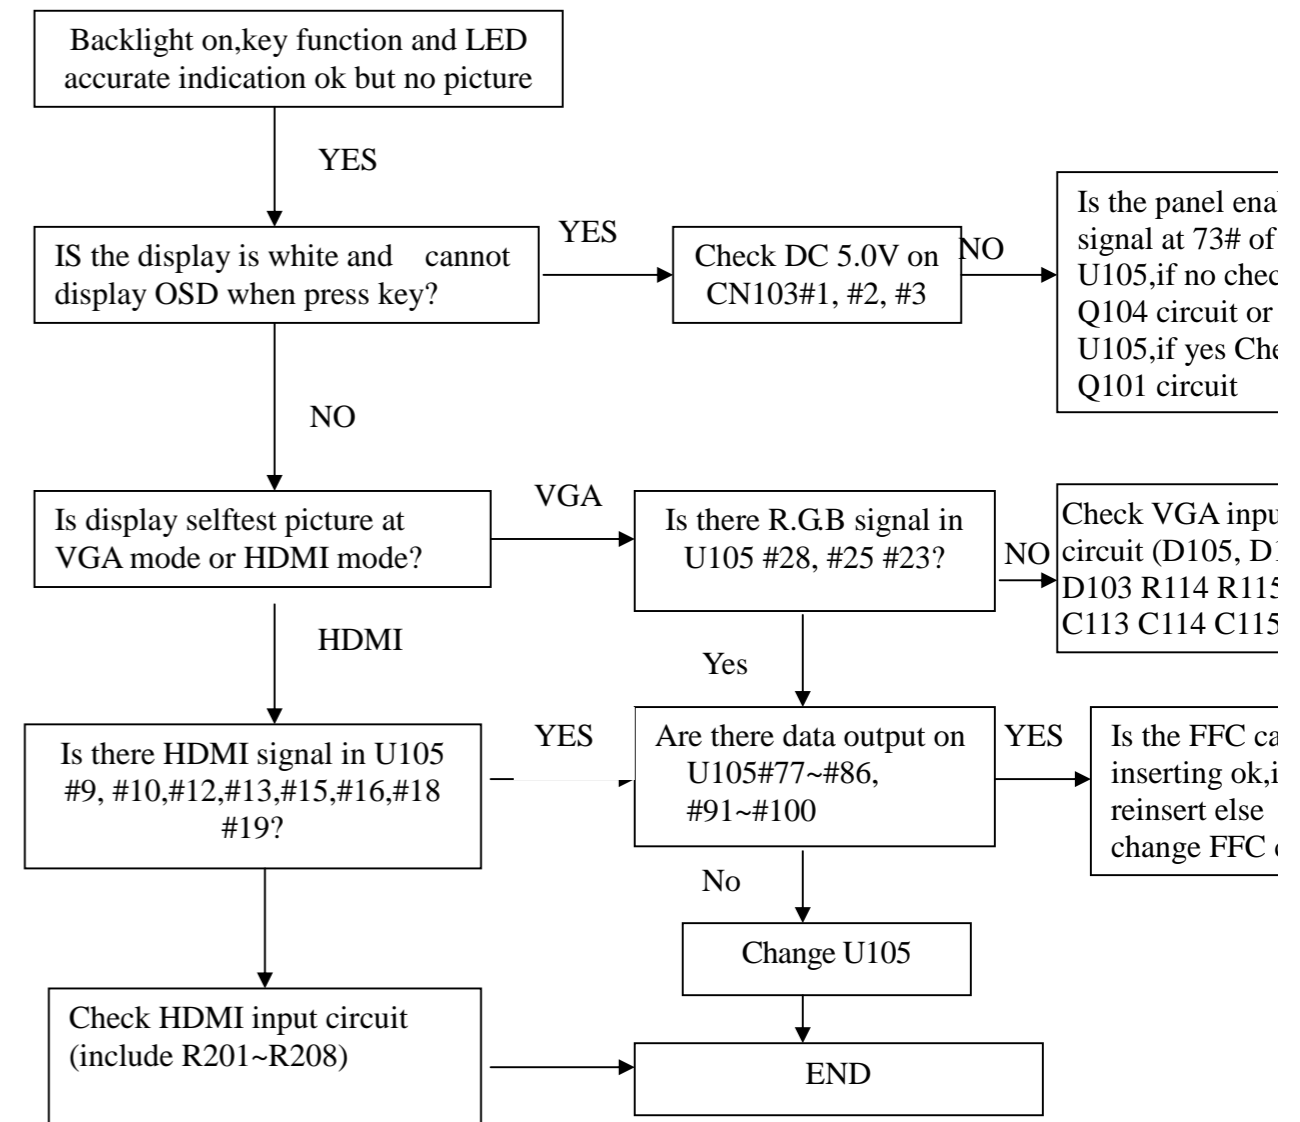 Backlight on,key function and LED
accurate indication ok but no picture
YES
IS the display is white and cannot
display OSD when press key?
YES
Check DC 5.0V on
CN103#1, #2, #3
NO
Is the panel
signal at 73# of
U105,if no
Q104 circuit or
U105,if yes
Q101 circuit
NO
Is display selftest picture at
VGA mode or HDMI mode?
VGA
Is there R.G.B signal in
U105 #28, #25 #23?
NO
Check VGA
circuit (D105,
D103 R114 R115
C113 C114 C115
HDMI
Yes
Is there HDMI signal in U105
#9, #10,#12,#13,#15,#16,#18
#19?
YES
Are there data output on
U105#77~#86,
#91~#100
YES
Is the FFC
inserting ok,
reinsert else
change FFC
No
Change U105
Check HDMI input circuit
(include R201~R208)
END